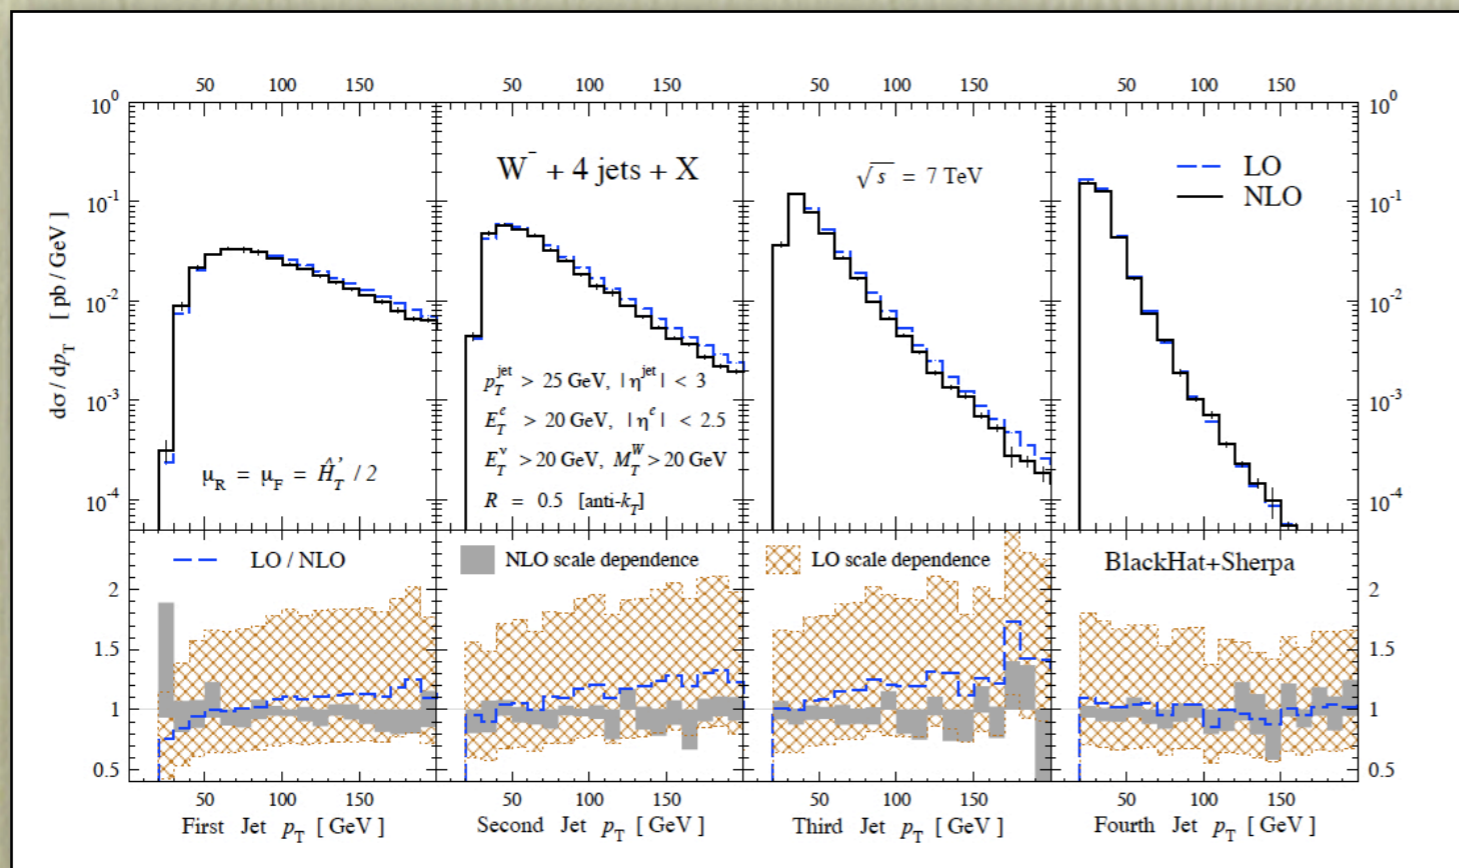 50 100 150 50 100 150 50 100 150 50 100 150
10^0 10^0
W^- + 4 jets + X
√s = 7 TeV
LO
NLO
10^-1 10^-1
dσ / dp_T [ pb / GeV ]
10^-2 10^-2
p_T^jet > 25 GeV, | η^jet | < 3
10^-3 10^-3
E_T^e > 20 GeV, | η^e | < 2.5
E_T^ν > 20 GeV, M_T^W > 20 GeV
μ_R = μ_F = Ĥ_T' / 2
R = 0.5 [anti-k_T]
10^-4 10^-4
LO / NLO
NLO scale dependence
LO scale dependence
BlackHat+Sherpa
2 2
1.5 1.5
1 1
0.5 0.5
50 100 150 50 100 150 50 100 150 50 100 150
First Jet p_T [ GeV ]
Second Jet p_T [ GeV ]
Third Jet p_T [ GeV ]
Fourth Jet p_T [ GeV ]